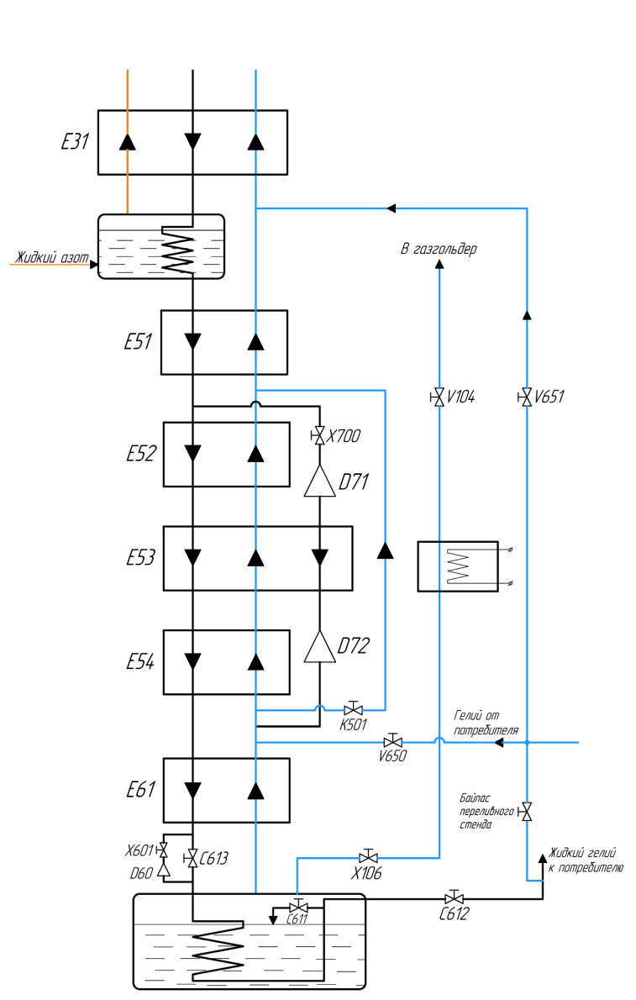 E31
В газгольдер
Жидкий азот
E51
V104
V651
X700
E52
D71
E53
E54
D72
K501
Гелий от
потребителя
V650
E61
Байпас
переливного
стенда
X601
C613
D60
X106
Жидкий гелий
к потребителю
C611
C612